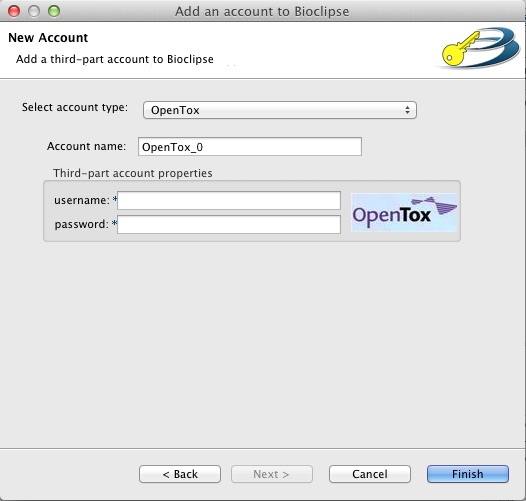 Add an account to Bioclipse
New Account
Add a third-part account to Bioclipse
Select account type: OpenTox
Account name: OpenTox_0
Third-part account properties
username: *
OpenTox
password: *
< Back Next > Cancel Finish